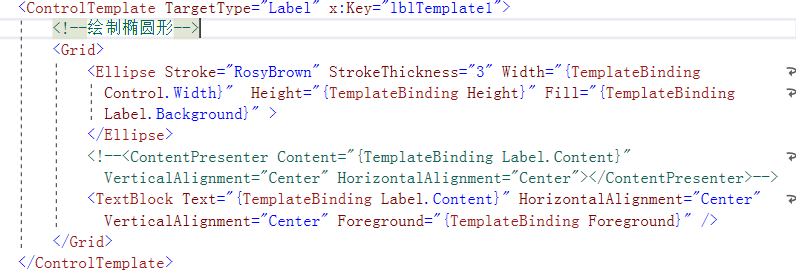 <ControlTemplate TargetType="Label" x:Key="lblTemplate1">
<!--绘制椭圆形-->
<Grid>
<Ellipse Stroke="RosyBrown" StrokeThickness="3" Width="{TemplateBinding
Control.Width}"  Height="{TemplateBinding Height}" Fill="{TemplateBinding
Label.Background}" >
</Ellipse>
<!--<ContentPresenter Content="{TemplateBinding Label.Content}"
VerticalAlignment="Center" HorizontalAlignment="Center"></ContentPresenter>-->
<TextBlock Text="{TemplateBinding Label.Content}" HorizontalAlignment="Center"
VerticalAlignment="Center" Foreground="{TemplateBinding Foreground}" />
</Grid>
</ControlTemplate>